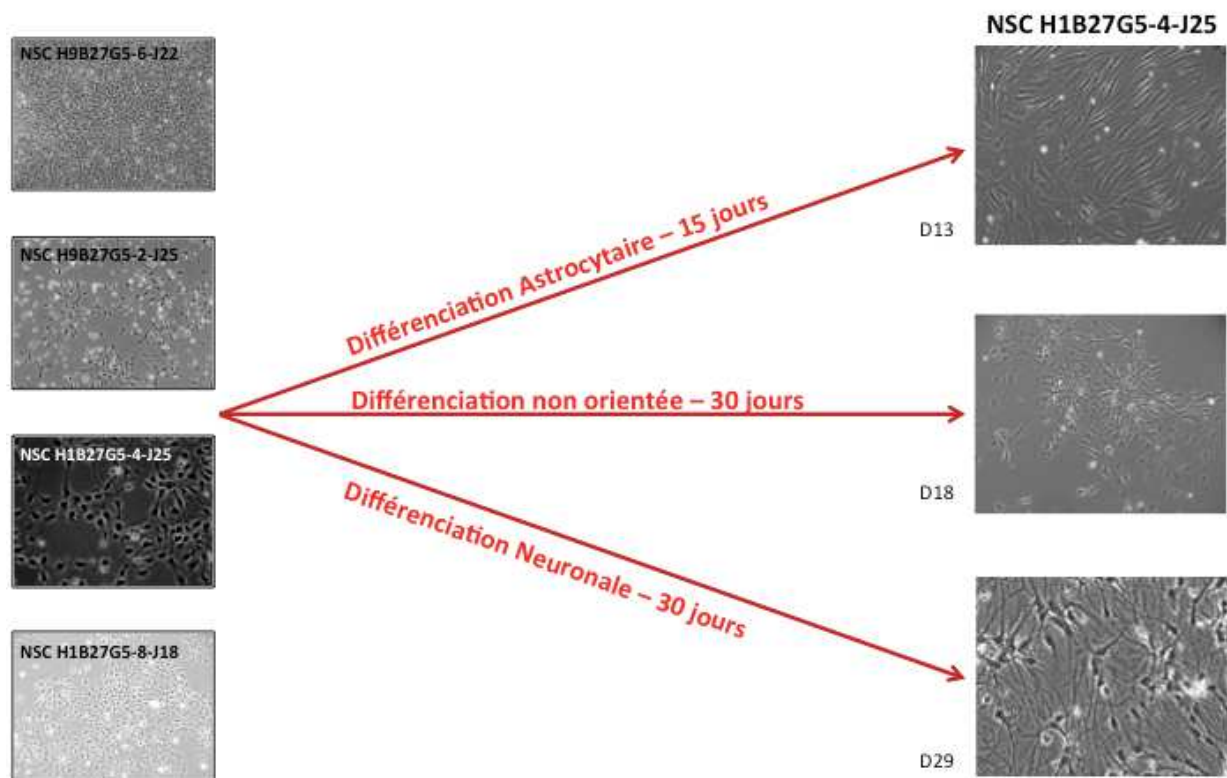 NSC H9B27G5-6-J22
NSC H9B27G5-2-J25
NSC H1B27G5-4-J25
NSC H1B27G5-8-J18
Différenciation Astrocytaire – 15 jours
Différenciation non orientée – 30 jours
Différenciation Neuronale – 30 jours
NSC H1B27G5-4-J25
D13
D18
D29